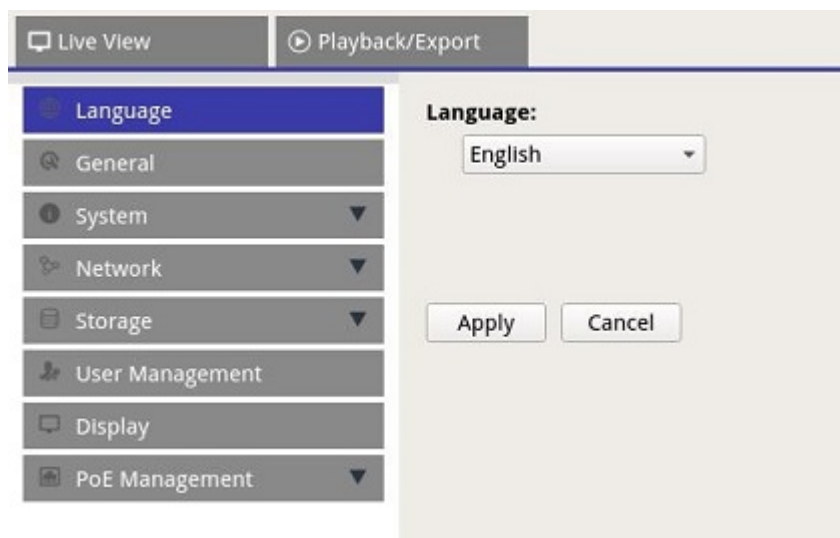 Live View
Playback/Export
Language
General
System
Network
Storage
User Management
Display
PoE Management
Language:
English
Apply
Cancel